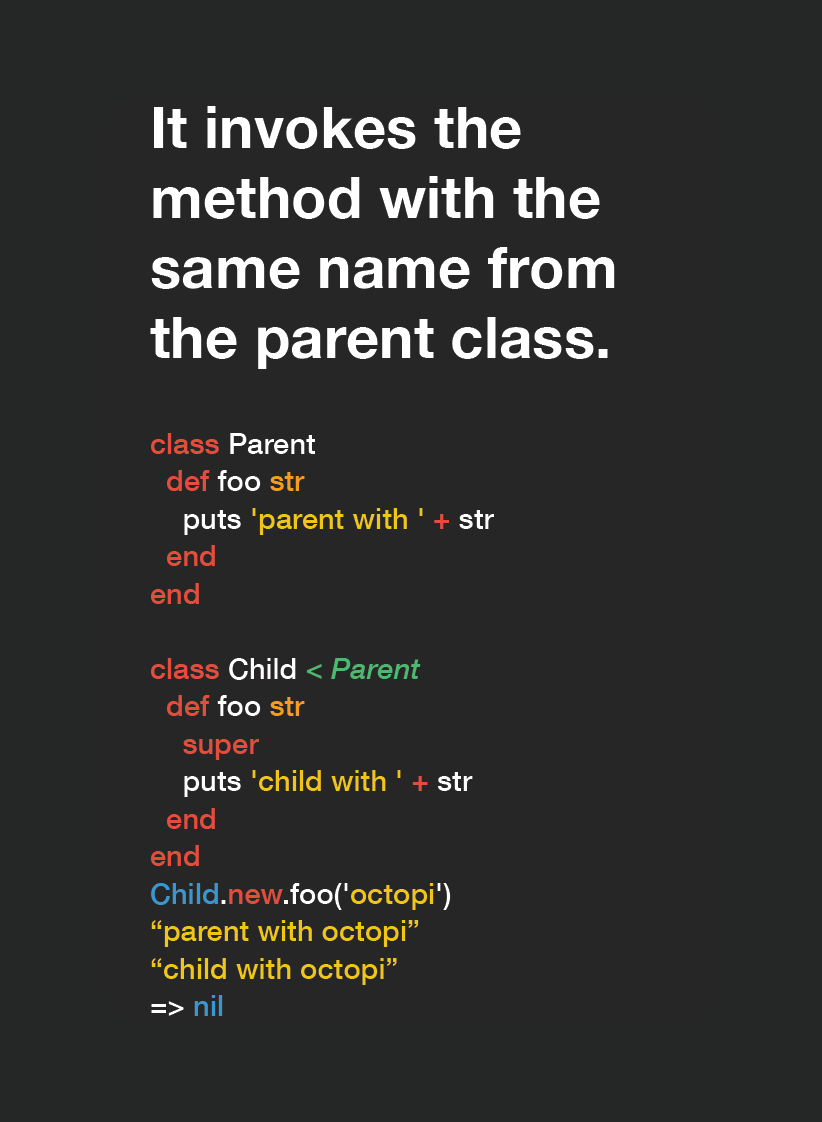 It invokes the
method with the
same name from
the parent class.
class Parent
  def foo str
    puts 'parent with ' + str
  end
end
class Child < Parent
  def foo str
    super
    puts 'child with ' + str
  end
end
Child.new.foo('octopi')
“parent with octopi”
“child with octopi”
=> nil